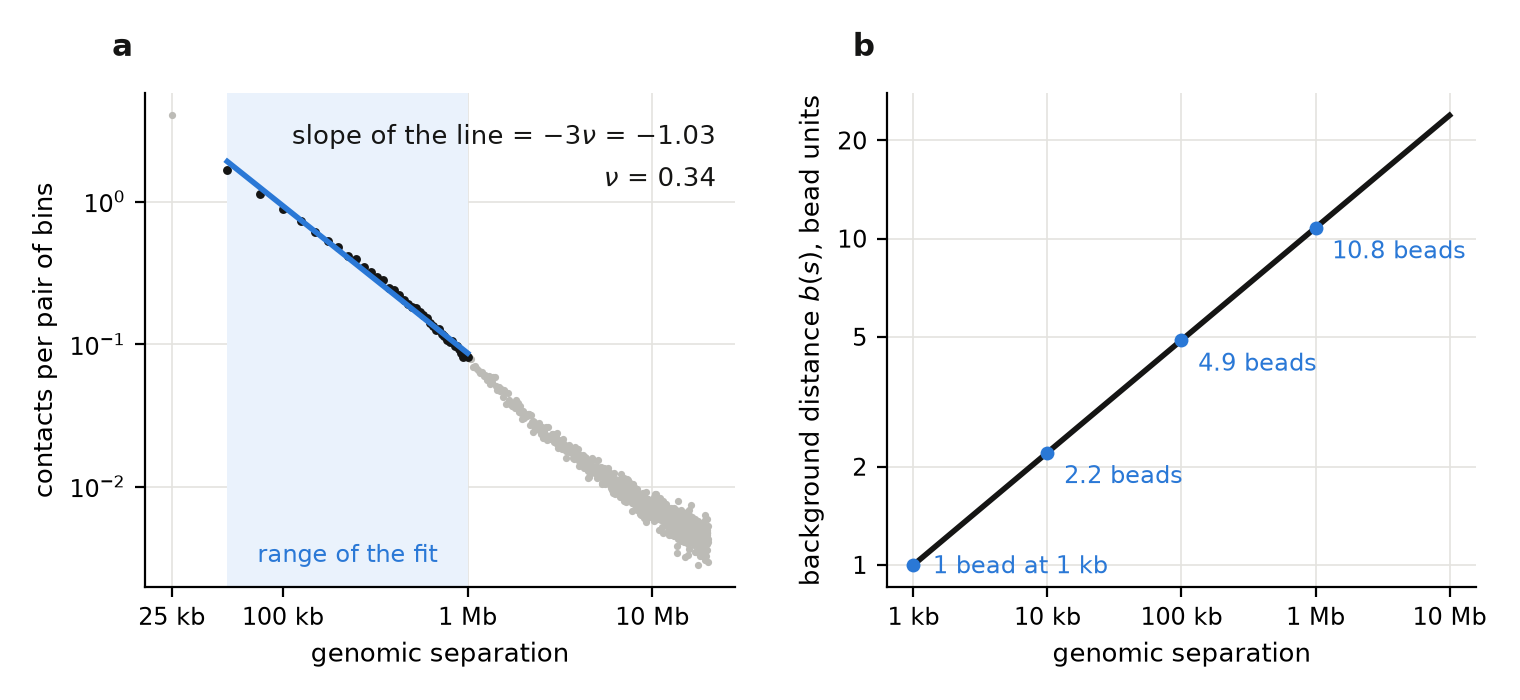 a
slope of the line = −3ν = −1.03
ν = 0.34
contacts per pair of bins
10⁰
10⁻¹
10⁻²
range of the fit
25 kb
100 kb
1 Mb
10 Mb
genomic separation
b
background distance b(s), bead units
20
10
5
2
1
10.8 beads
4.9 beads
2.2 beads
1 bead at 1 kb
1 kb
10 kb
100 kb
1 Mb
10 Mb
genomic separation